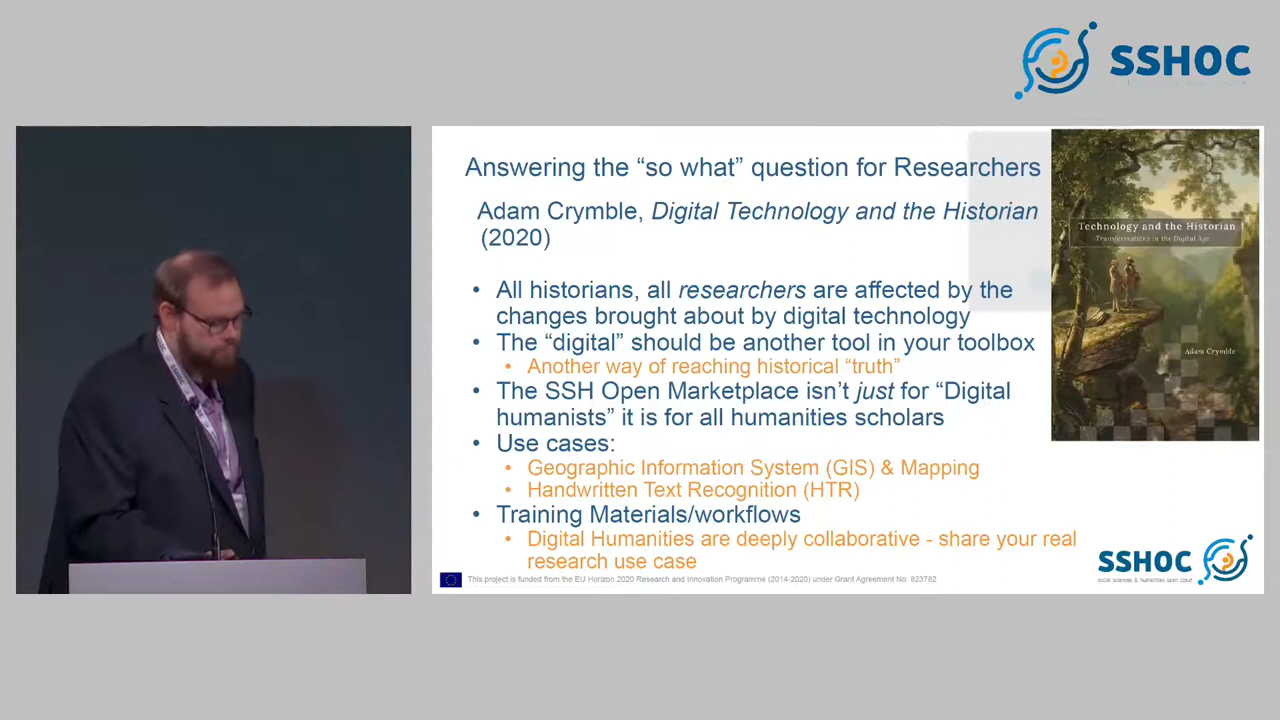 SSHOC
Answering the “so what” question for Researchers
Adam Crymble, Digital Technology and the Historian
(2020)
• All historians, all researchers are affected by the
changes brought about by digital technology
• The “digital” should be another tool in your toolbox
• Another way of reaching historical “truth”
• The SSH Open Marketplace isn’t just for “Digital
humanists” it is for all humanities scholars
• Use cases:
• Geographic Information System (GIS) & Mapping
• Handwritten Text Recognition (HTR)
• Training Materials/workflows
• Digital Humanities are deeply collaborative - share your real
research use case
This project is funded from the EU Horizon 2020 Research and Innovation Programme (2014-2020) under Grant Agreement No. 823782
Technology and the Historian
Transformations in the Digital Age
Adam Crymble
SSHOC
social sciences & humanities open cloud
SSHOC